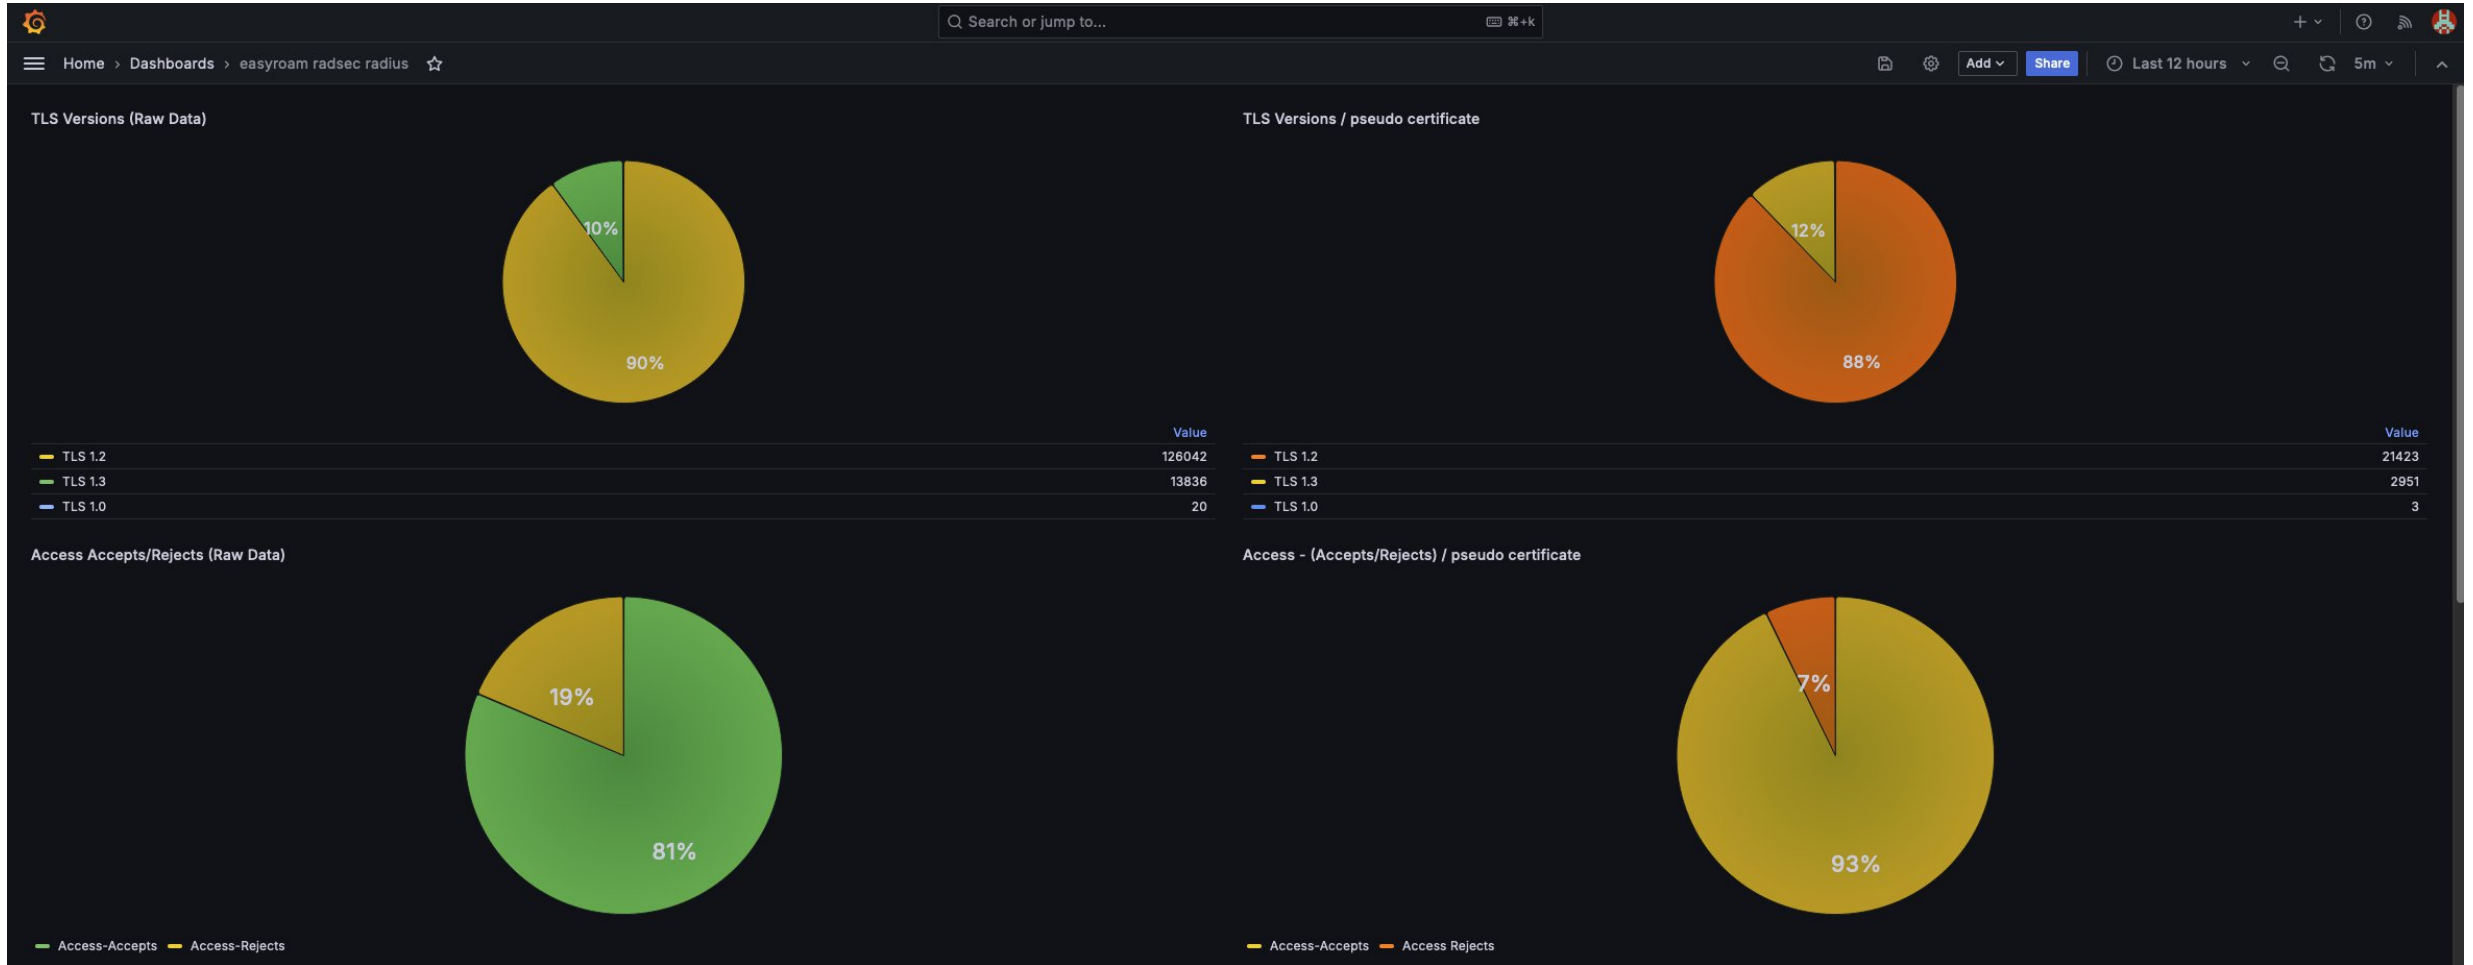 Search or jump to... ⌘+k
Home › Dashboards › easyroam radsec radius Add Share Last 12 hours 5m
TLS Versions (Raw Data)
10%
90%
Value
TLS 1.2 126042
TLS 1.3 13836
TLS 1.0 20
TLS Versions / pseudo certificate
12%
88%
Value
TLS 1.2 21423
TLS 1.3 2951
TLS 1.0 3
Access Accepts/Rejects (Raw Data)
19%
81%
Access-Accepts Access-Rejects
Access - (Accepts/Rejects) / pseudo certificate
7%
93%
Access-Accepts Access Rejects